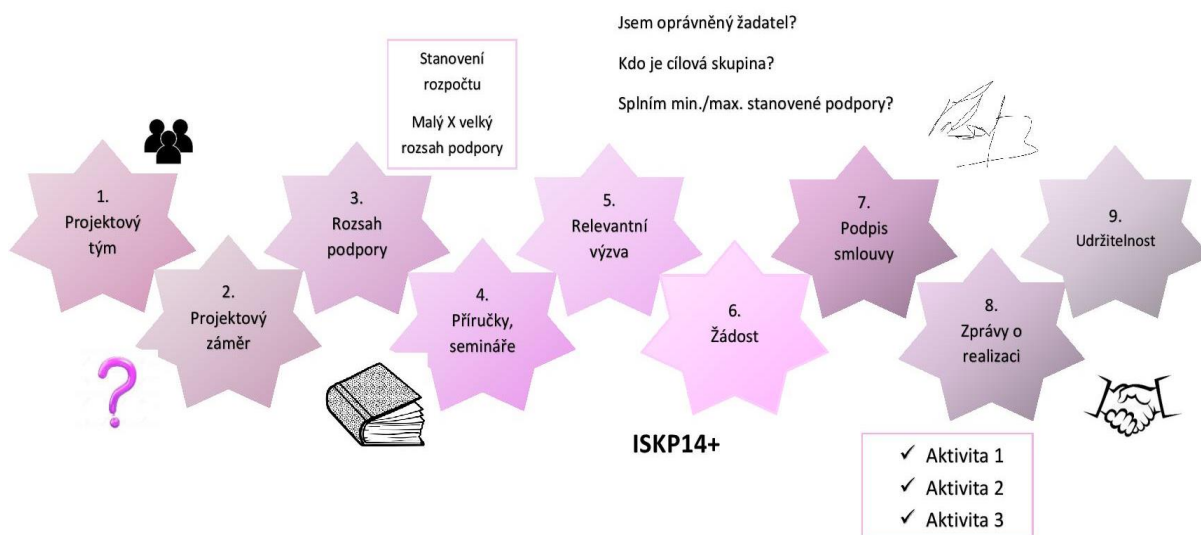 Jsem oprávněný žadatel?
Kdo je cílová skupina?
Splním min./max. stanovené podpory?
Stanovení
rozpočtu
Malý X velký
rozsah podpory
1.
Projektový
tým
2.
Projektový
záměr
3.
Rozsah
podpory
4.
Příručky,
semináře
5.
Relevantní
výzva
6.
Žádost
7.
Podpis
smlouvy
8.
Zprávy o
realizaci
9.
Udržitelnost
ISKP14+
✓ Aktivita 1
✓ Aktivita 2
✓ Aktivita 3